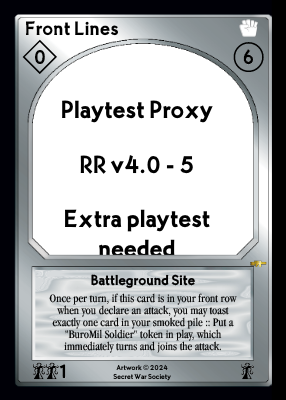 Front Lines
0
6
Playtest Proxy
RR v4.0 - 5
Extra playtest
needed
Battleground Site
Once per turn, if this card is in your front row
when you declare an attack, you may toast
exactly one card in your smoked pile :: Put a
"BuroMil Soldier" token in play, which
immediately turns and joins the attack.
1
Artwork © 2024
Secret War Society